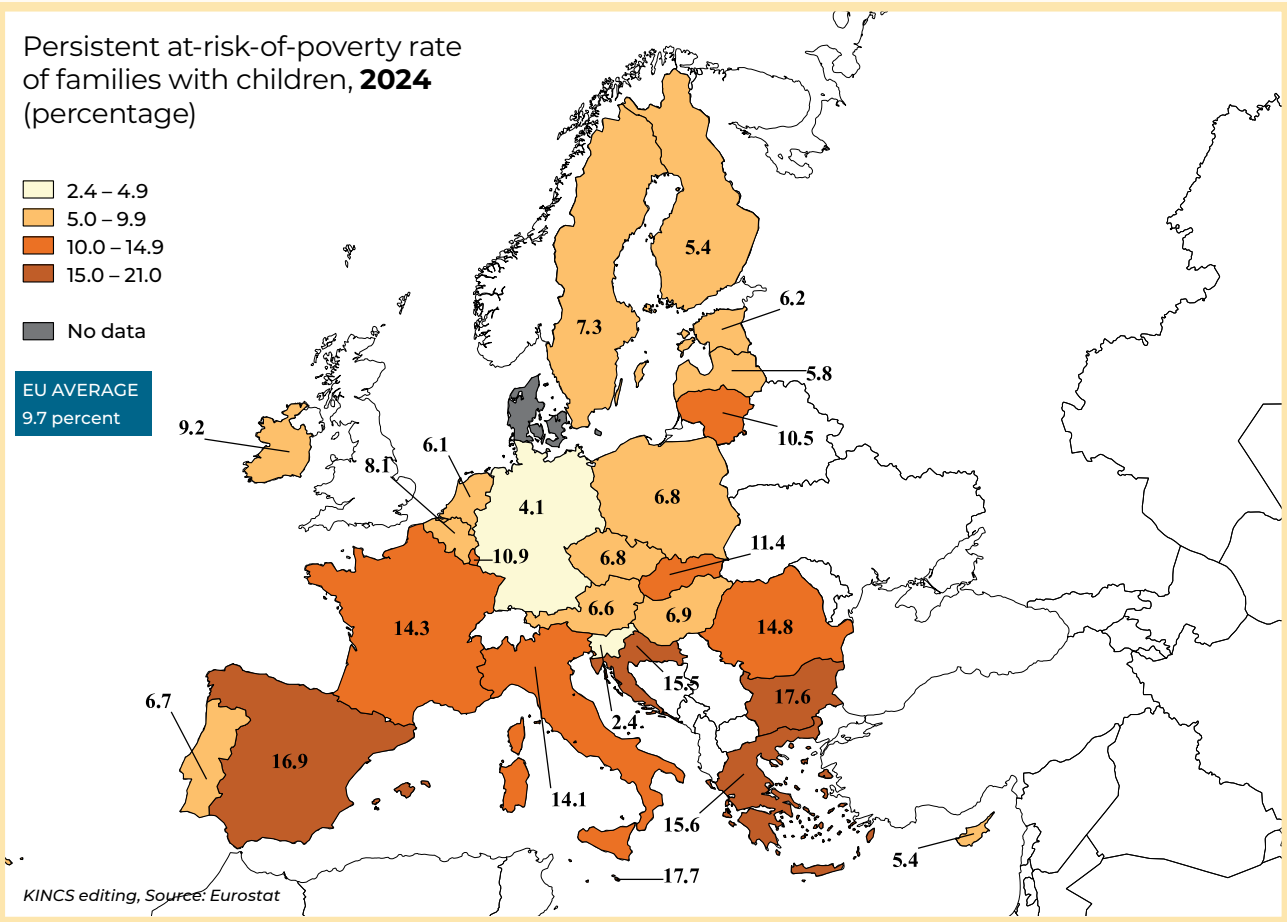 Persistent at-risk-of-poverty rate
of families with children, 2024
(percentage)
2.4 – 4.9
5.0 – 9.9
10.0 – 14.9
15.0 – 21.0
No data
EU AVERAGE
9.7 percent
5.4
6.2
7.3
5.8
9.2
10.5
6.1
8.1
6.8
4.1
11.4
10.9
6.8
6.6
6.9
14.3
14.8
15.5
17.6
6.7
2.4
16.9
14.1
15.6
5.4
17.7
KINCS editing, Source: Eurostat